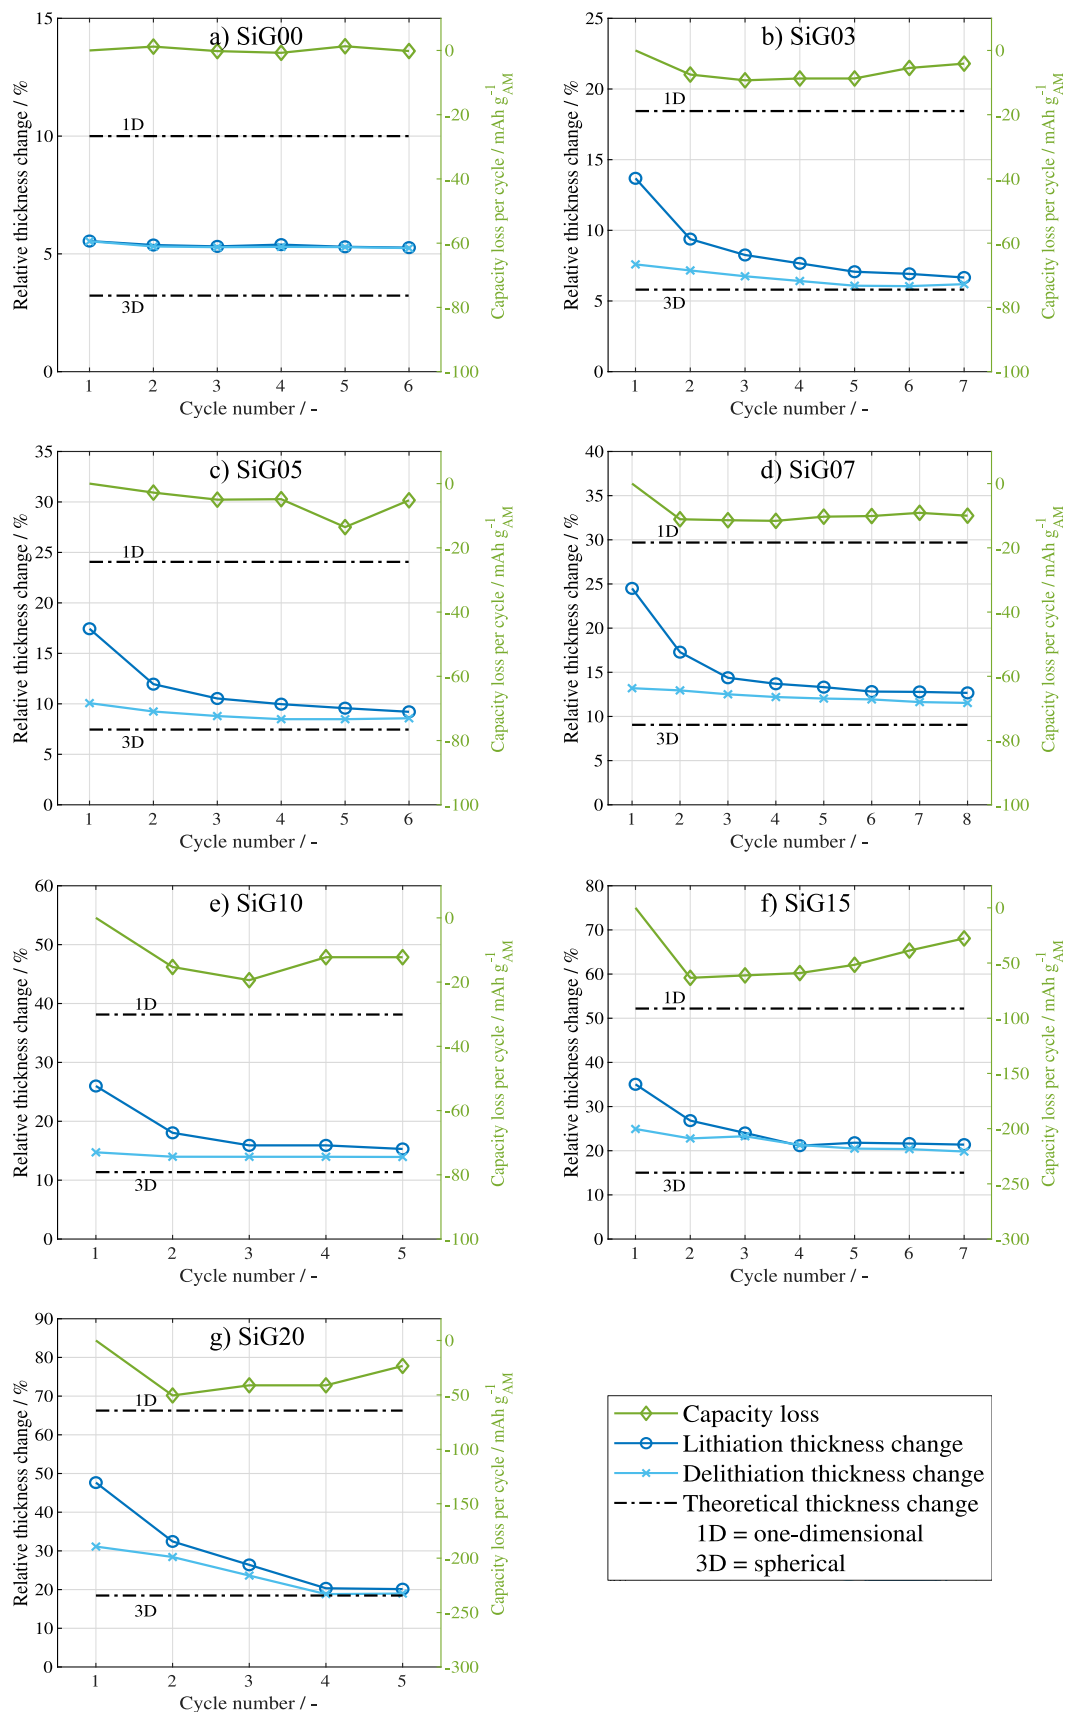 a) SiG00
15
10
5
0
Relative thickness change / %
1D
3D
0
-20
-40
-60
-80
-100
Capacity loss per cycle / mAh g⁻¹AM
1 2 3 4 5 6
Cycle number / -
b) SiG03
25
20
15
10
5
0
Relative thickness change / %
1D
3D
0
-20
-40
-60
-80
-100
Capacity loss per cycle / mAh g⁻¹AM
1 2 3 4 5 6 7
Cycle number / -
c) SiG05
35
30
25
20
15
10
5
0
Relative thickness change / %
1D
3D
0
-20
-40
-60
-80
-100
Capacity loss per cycle / mAh g⁻¹AM
1 2 3 4 5 6
Cycle number / -
d) SiG07
40
35
30
25
20
15
10
5
0
Relative thickness change / %
1D
3D
0
-20
-40
-60
-80
-100
Capacity loss per cycle / mAh g⁻¹AM
1 2 3 4 5 6 7 8
Cycle number / -
e) SiG10
60
50
40
30
20
10
0
Relative thickness change / %
1D
3D
0
-20
-40
-60
-80
-100
Capacity loss per cycle / mAh g⁻¹AM
1 2 3 4 5
Cycle number / -
f) SiG15
80
70
60
50
40
30
20
10
0
Relative thickness change / %
1D
3D
0
-50
-100
-150
-200
-250
-300
Capacity loss per cycle / mAh g⁻¹AM
1 2 3 4 5 6 7
Cycle number / -
g) SiG20
90
80
70
60
50
40
30
20
10
0
Relative thickness change / %
1D
3D
0
-50
-100
-150
-200
-250
-300
Capacity loss per cycle / mAh g⁻¹AM
1 2 3 4 5
Cycle number / -
Capacity loss
Lithiation thickness change
Delithiation thickness change
Theoretical thickness change
1D = one-dimensional
3D = spherical